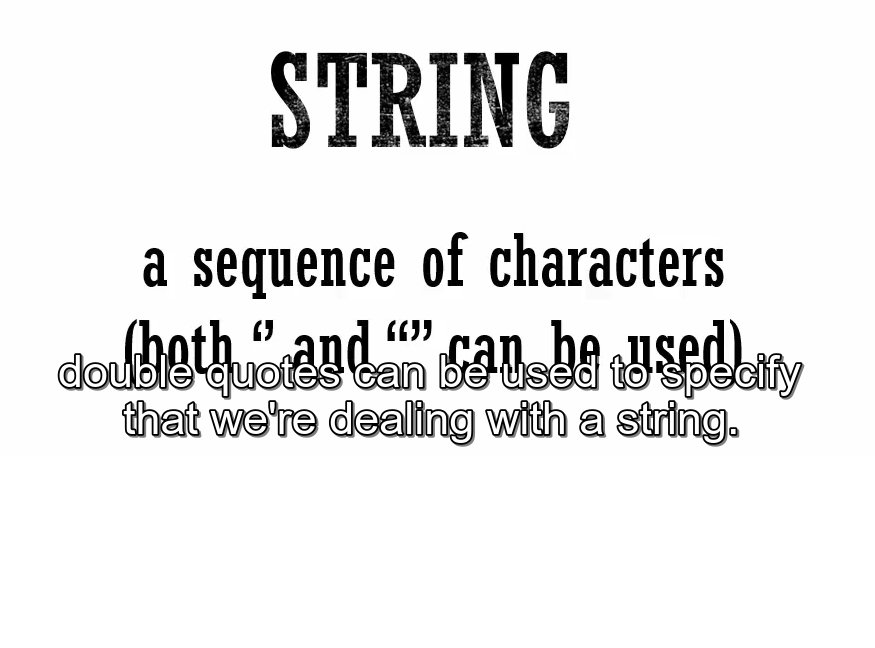 STRING
a sequence of characters
(both ‘’ and “” can be used)
double quotes can be used to specify
that we're dealing with a string.